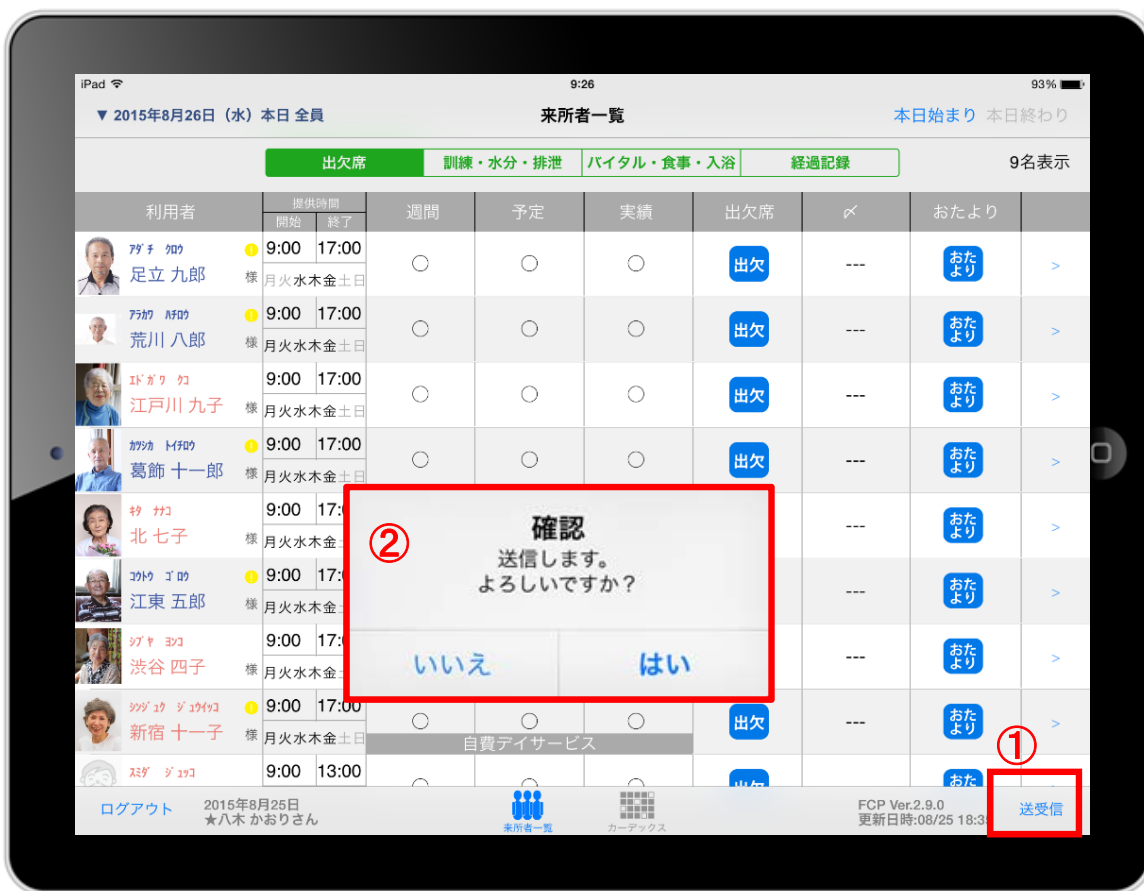 iPad 9:26 93%
▼ 2015年8月26日（水）本日 全員 来所者一覧 本日始まり 本日終わり
出欠席 訓練・水分・排泄 バイタル・食事・入浴 経過記録 9名表示
利用者 提供時間 週間 予定 実績 出欠席 〆 おたより
開始 終了
ｱﾀﾞﾁ ｸﾛｳ ! 9:00 17:00
足立 九郎 様 月火水木金土日 ○ ○ ○ 出欠 --- おたより >
ｱﾗｶﾜ ﾊﾁﾛｳ ! 9:00 17:00
荒川 八郎 様 月火水木金土日 ○ ○ ○ 出欠 --- おたより >
ｴﾄﾞｶﾞﾜ ｸｺ 9:00 17:00
江戸川 九子 様 月火水木金土日 ○ ○ ○ 出欠 --- おたより >
ｶﾂｼｶ ﾄｲﾁﾛｳ ! 9:00 17:00
葛飾 十一郎 様 月火水木金土日 ○ ○ ○ 出欠 --- おたより >
ｷﾀ ﾅﾅｺ 9:00 17:
北 七子 様 月火水木金 --- おたより >
ｺｳﾄｳ ｺﾞﾛｳ ! 9:00 17:
江東 五郎 様 月火水木金 --- おたより >
ｼﾌﾞﾔ ﾖﾝｺ 9:00 17:
渋谷 四子 様 月火水木金 --- おたより >
②
確認
送信します。
よろしいですか？
いいえ はい
ｼﾝｼﾞｭｸ ｼﾞｭｳｲﾁｺ ! 9:00 17:00
新宿 十一子 様 月火水木金土日 ○ ○ ○ 出欠 --- おたより >
自費デイサービス
ｽﾐﾀﾞ ｼﾞｭｯｺ 9:00 13:00 出欠 おた
①
ログアウト 2015年8月25日 来所者一覧 カーデックス FCP Ver.2.9.0 送受信
★八木 かおりさん 更新日時:08/25 18:3